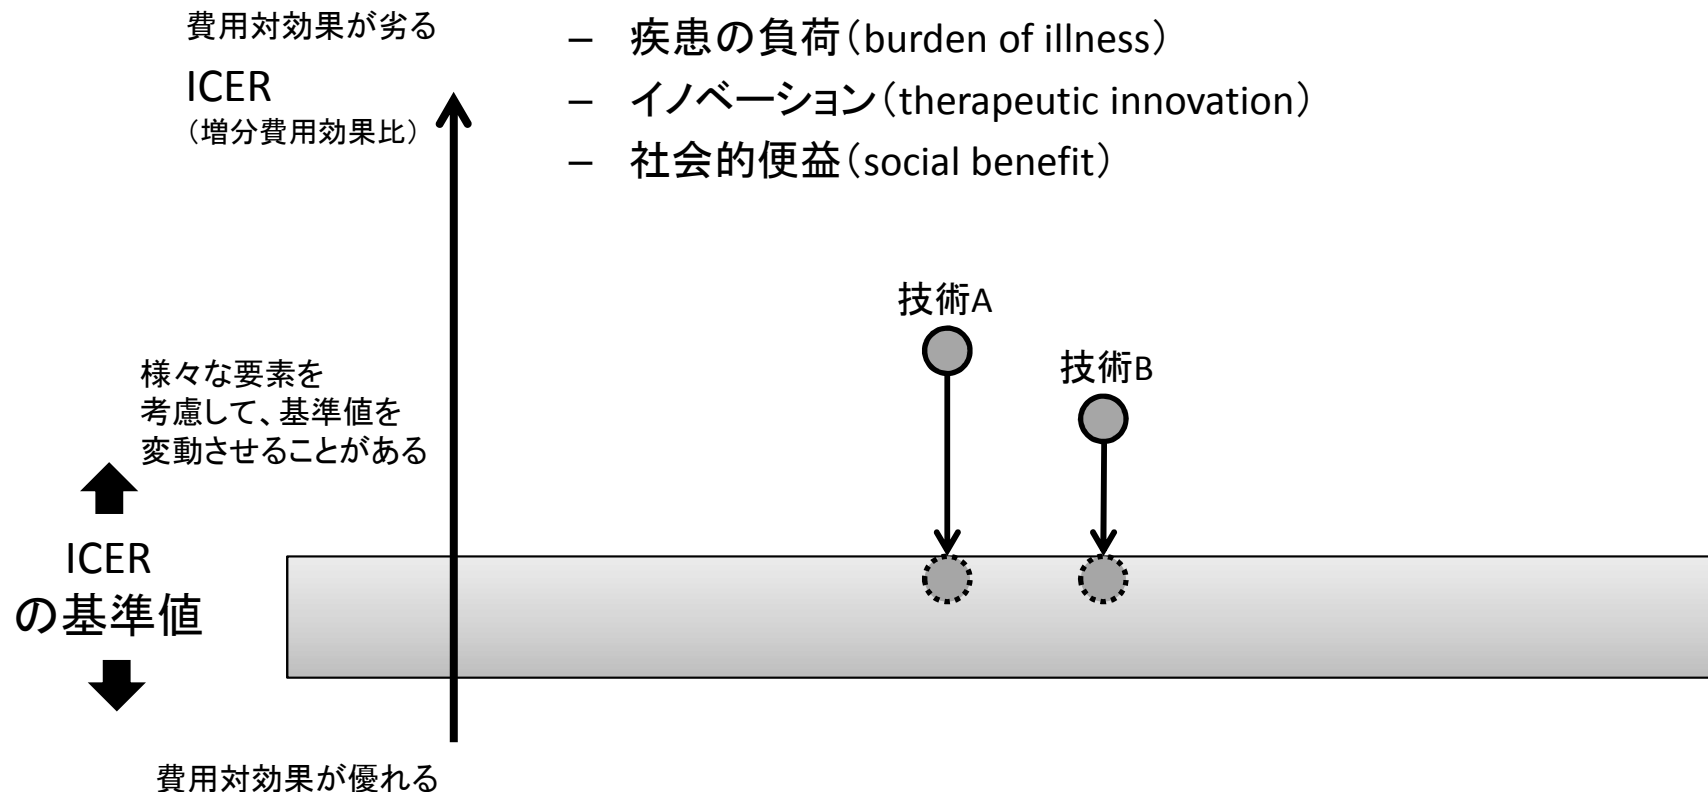 費用対効果が劣る
ICER
（増分費用効果比）
– 疾患の負荷（burden of illness）
– イノベーション（therapeutic innovation）
– 社会的便益（social benefit）
技術A
技術B
様々な要素を
考慮して、基準値を
変動させることがある
ICER
の基準値
費用対効果が優れる